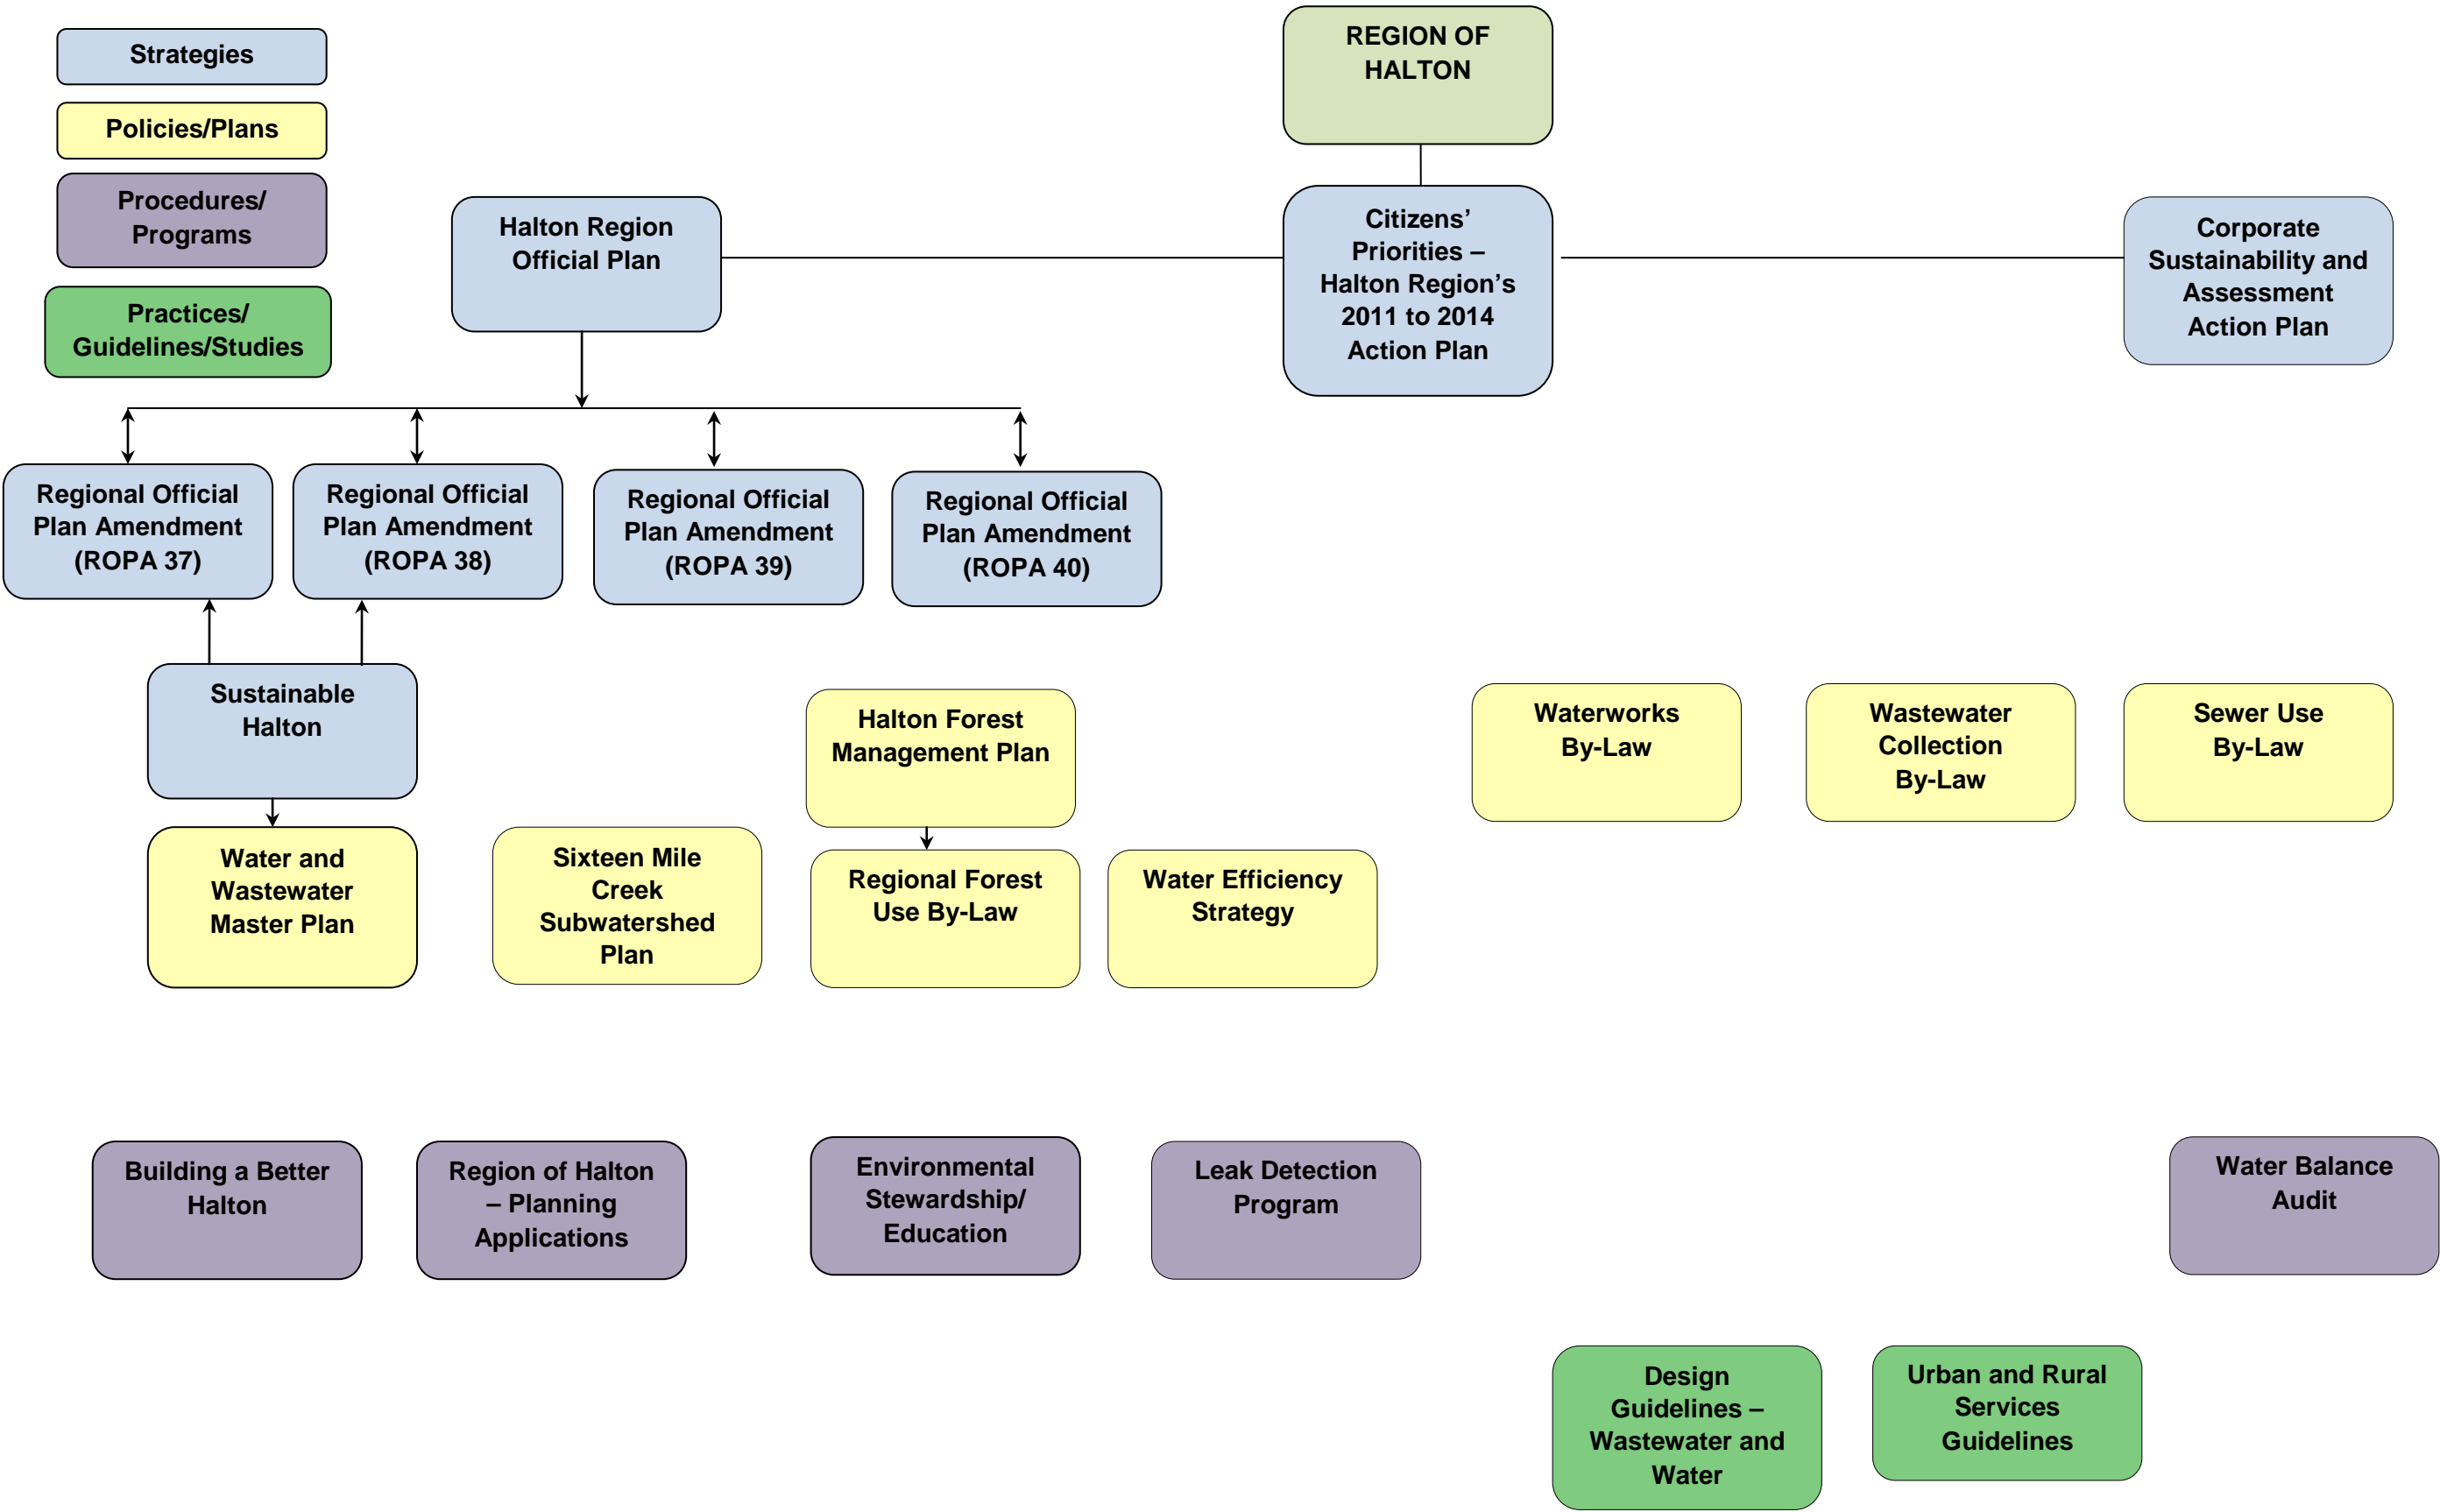 Strategies
Policies/Plans
Procedures/
Programs
Practices/
Guidelines/Studies
REGION OF
HALTON
Halton Region
Official Plan
Citizens’
Priorities –
Halton Region’s
2011 to 2014
Action Plan
Corporate
Sustainability and
Assessment
Action Plan
Regional Official
Plan Amendment
(ROPA 37)
Regional Official
Plan Amendment
(ROPA 38)
Regional Official
Plan Amendment
(ROPA 39)
Regional Official
Plan Amendment
(ROPA 40)
Sustainable
Halton
Halton Forest
Management Plan
Waterworks
By-Law
Wastewater
Collection
By-Law
Sewer Use
By-Law
Water and
Wastewater
Master Plan
Sixteen Mile
Creek
Subwatershed
Plan
Regional Forest
Use By-Law
Water Efficiency
Strategy
Building a Better
Halton
Region of Halton
– Planning
Applications
Environmental
Stewardship/
Education
Leak Detection
Program
Water Balance
Audit
Design
Guidelines –
Wastewater and
Water
Urban and Rural
Services
Guidelines